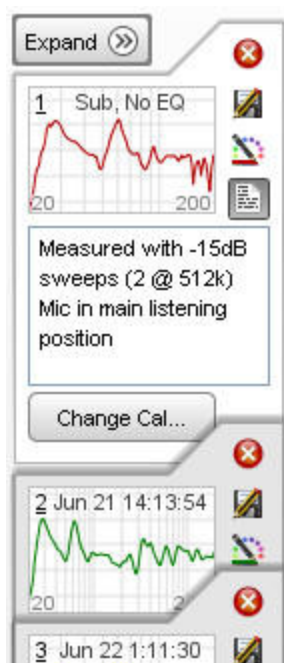 Expand
1 Sub, No EQ
20 200
Measured with -15dB
sweeps (2 @ 512k)
Mic in main listening
position
Change Cal...
2 Jun 21 14:13:54
20
3 Jun 22 1:11:30